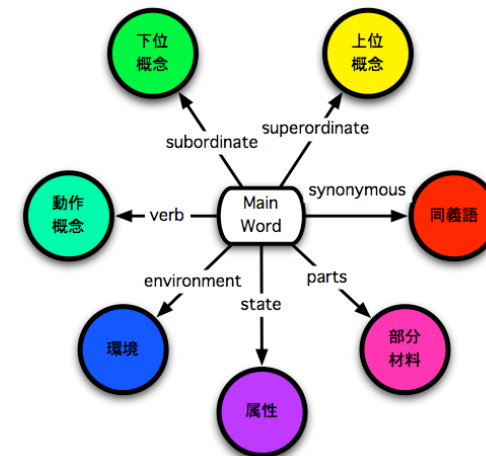 下位
概念
上位
概念
subordinate
superordinate
動作
概念
verb
Main
Word
synonymous
同義語
environment
state
parts
環境
属性
部分
材料